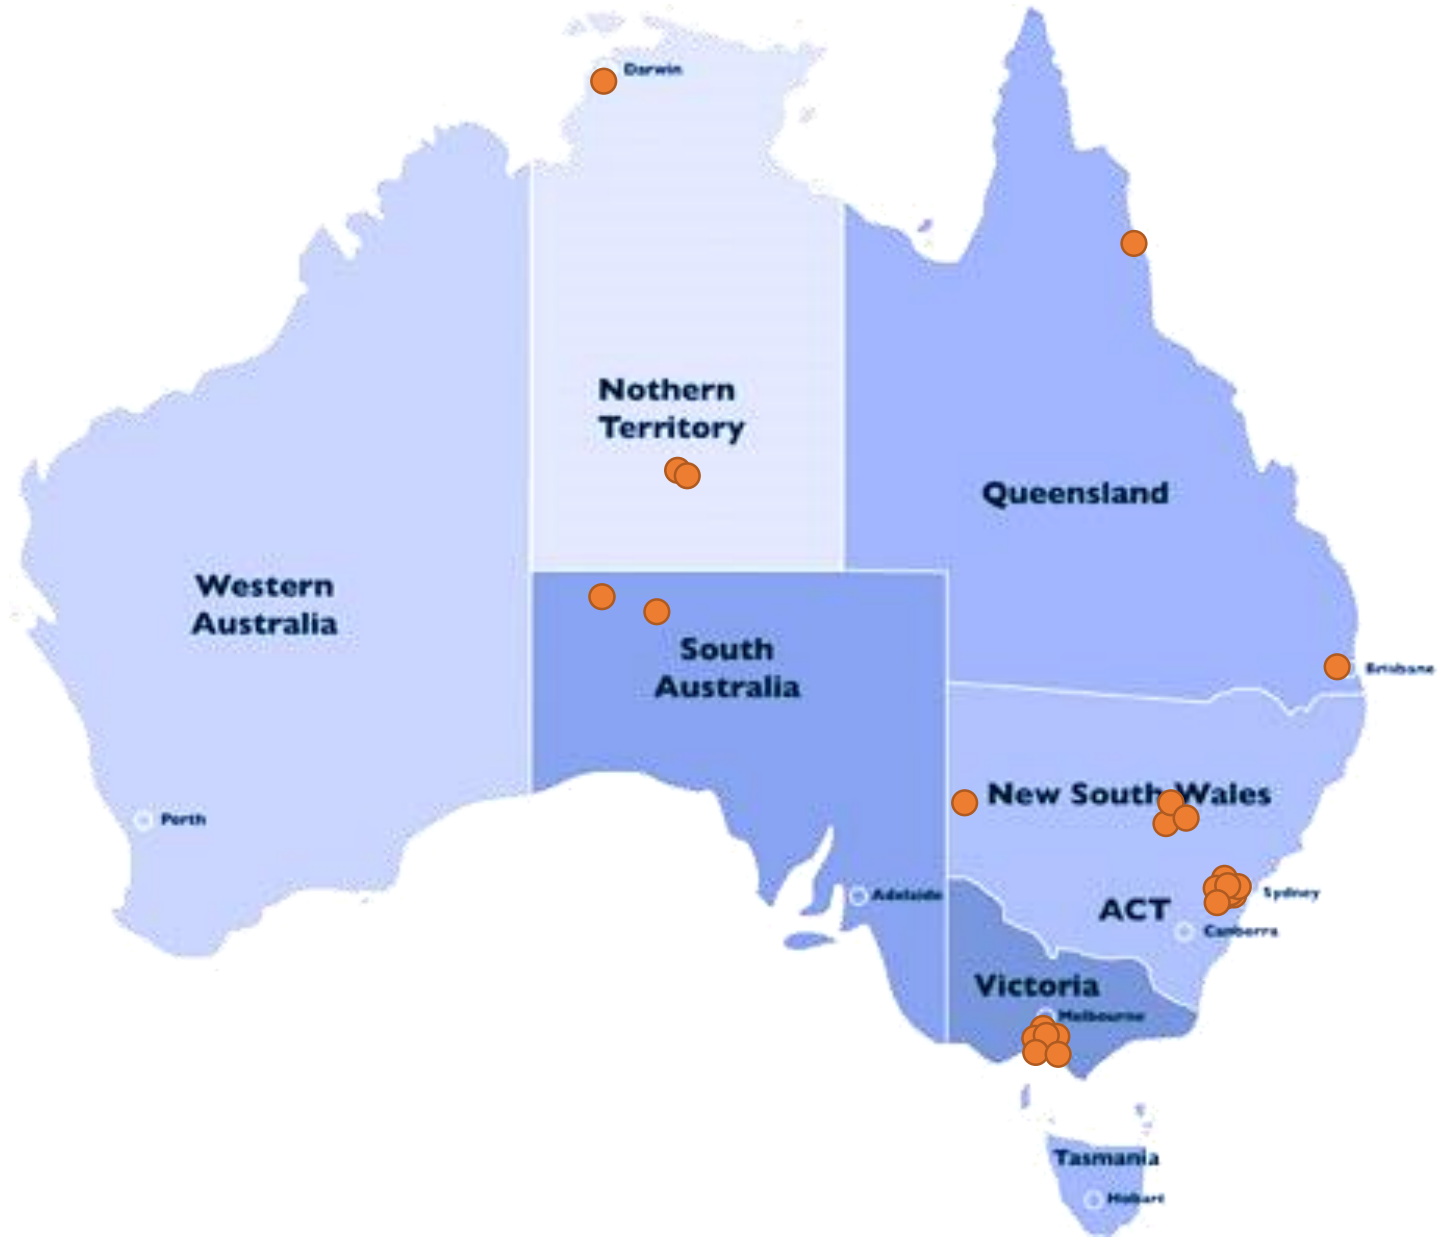 Darwin
Nothern
Territory
Queensland
Western
Australia
South
Australia
Brisbane
New South Wales
Perth
Adelaide
Sydney
ACT
Canberra
Victoria
Melbourne
Tasmania
Hobart